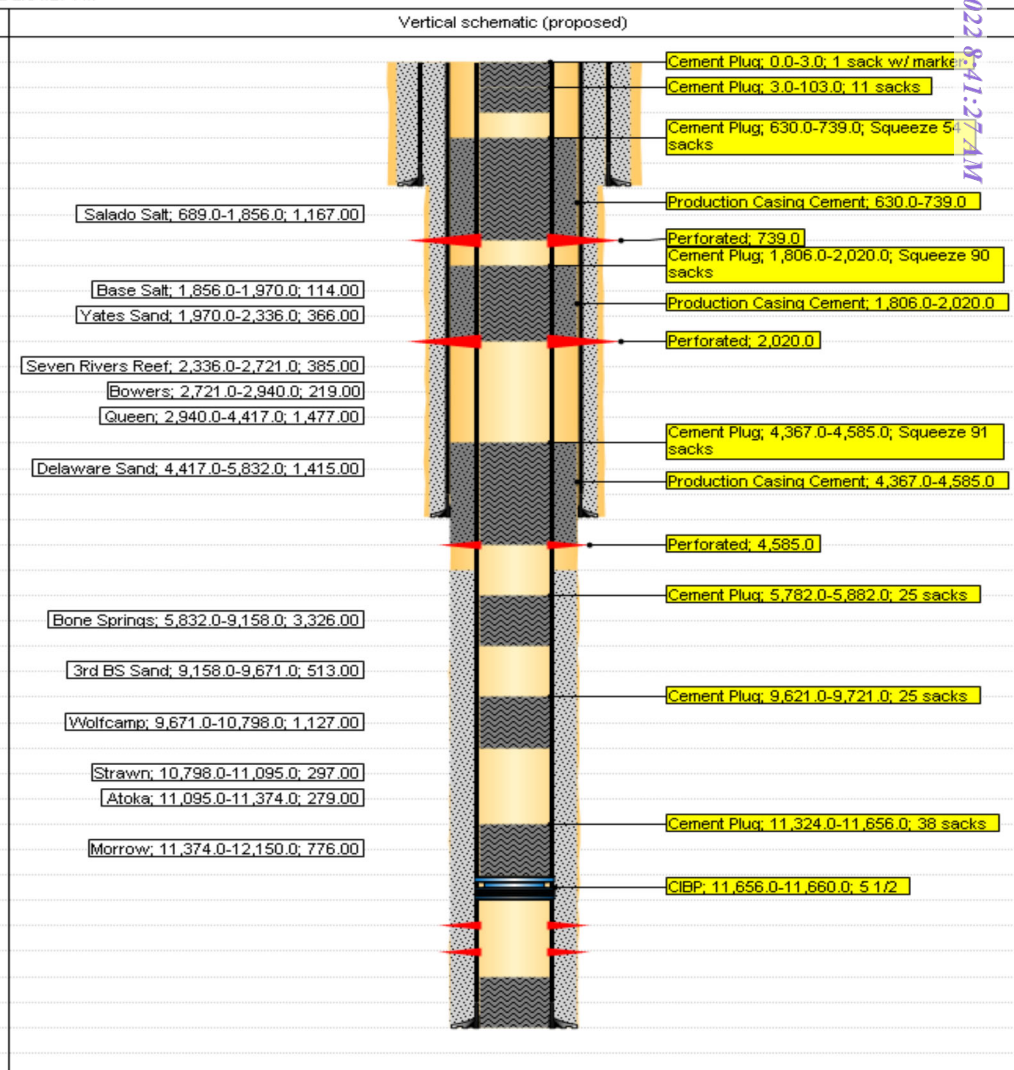 Vertical schematic (proposed)
022 8:41:27 AM
Cement Plug; 0.0-3.0; 1 sack w/ marker
Cement Plug; 3.0-103.0; 11 sacks
Cement Plug; 630.0-739.0; Squeeze 54
sacks
Production Casing Cement; 630.0-739.0
Salado Salt; 689.0-1,856.0; 1,167.00
Perforated; 739.0
Cement Plug; 1,806.0-2,020.0; Squeeze 90
sacks
Base Salt; 1,856.0-1,970.0; 114.00
Production Casing Cement; 1,806.0-2,020.0
Yates Sand; 1,970.0-2,336.0; 366.00
Perforated; 2,020.0
Seven Rivers Reef; 2,336.0-2,721.0; 385.00
Bowers; 2,721.0-2,940.0; 219.00
Queen; 2,940.0-4,417.0; 1,477.00
Cement Plug; 4,367.0-4,585.0; Squeeze 91
sacks
Delaware Sand; 4,417.0-5,832.0; 1,415.00
Production Casing Cement; 4,367.0-4,585.0
Perforated; 4,585.0
Cement Plug; 5,782.0-5,882.0; 25 sacks
Bone Springs; 5,832.0-9,158.0; 3,326.00
3rd BS Sand; 9,158.0-9,671.0; 513.00
Cement Plug; 9,621.0-9,721.0; 25 sacks
Wolfcamp; 9,671.0-10,798.0; 1,127.00
Strawn; 10,798.0-11,095.0; 297.00
Atoka; 11,095.0-11,374.0; 279.00
Cement Plug; 11,324.0-11,656.0; 38 sacks
Morrow; 11,374.0-12,150.0; 776.00
CIBP; 11,656.0-11,660.0; 5 1/2